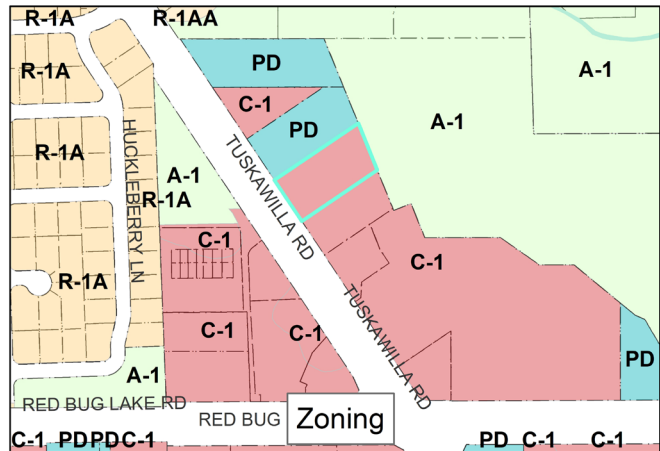 R-1A
R-1AA
PD
R-1A
A-1
C-1
A-1
PD
HUCKLEBERRY LN
TUSKAWILLA RD
R-1A
A-1
R-1A
C-1
C-1
R-1A
TUSKAWILLA RD
C-1
C-1
PD
A-1
RED BUG LAKE RD
RED BUG
Zoning
C-1
PD
PD
C-1
PD
C-1
C-1